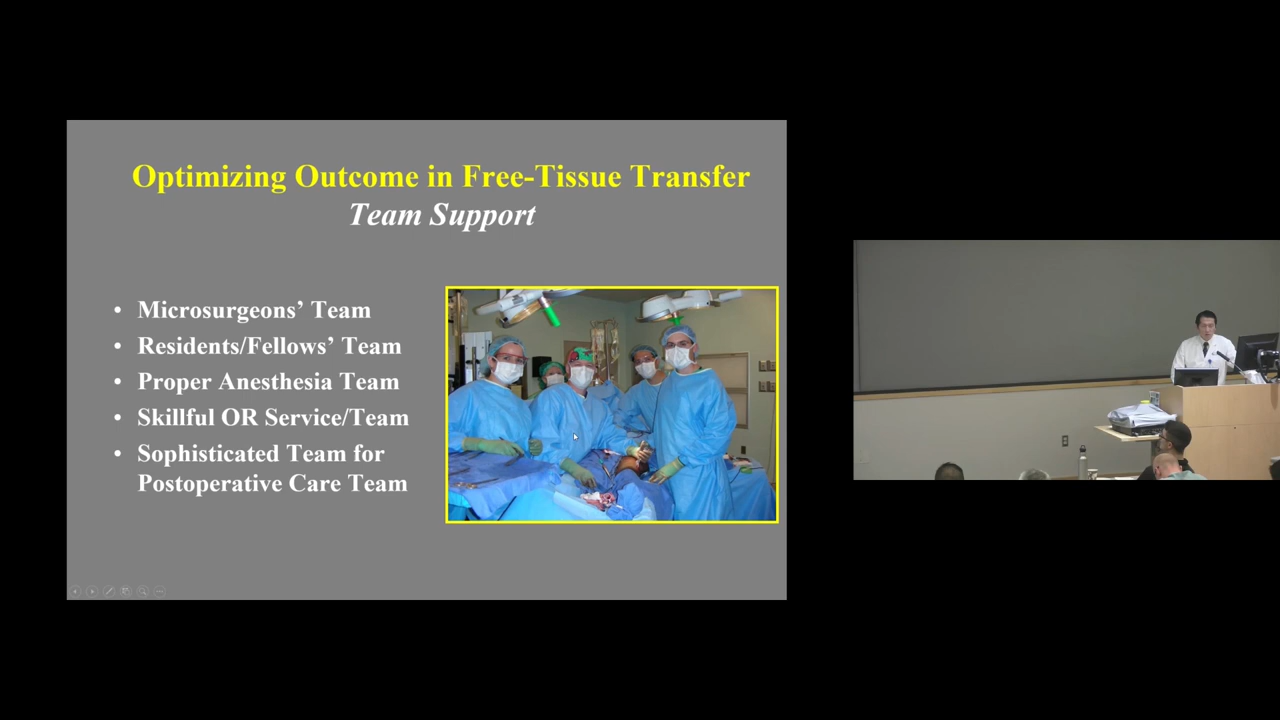 Optimizing Outcome in Free-Tissue Transfer
Team Support
• Microsurgeons’ Team
• Residents/Fellows’ Team
• Proper Anesthesia Team
• Skillful OR Service/Team
• Sophisticated Team for
Postoperative Care Team